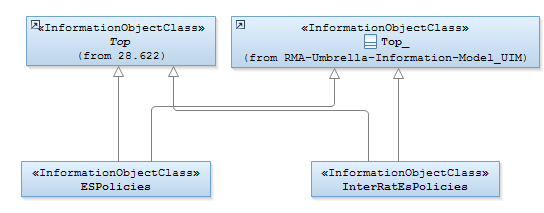 «InformationObjectClass»
Top
(from 28.622)
«InformationObjectClass»
Top_
(from RMA-Umbrella-Information-Model_UIM)
«InformationObjectClass»
ESPolicies
«InformationObjectClass»
InterRatEsPolicies